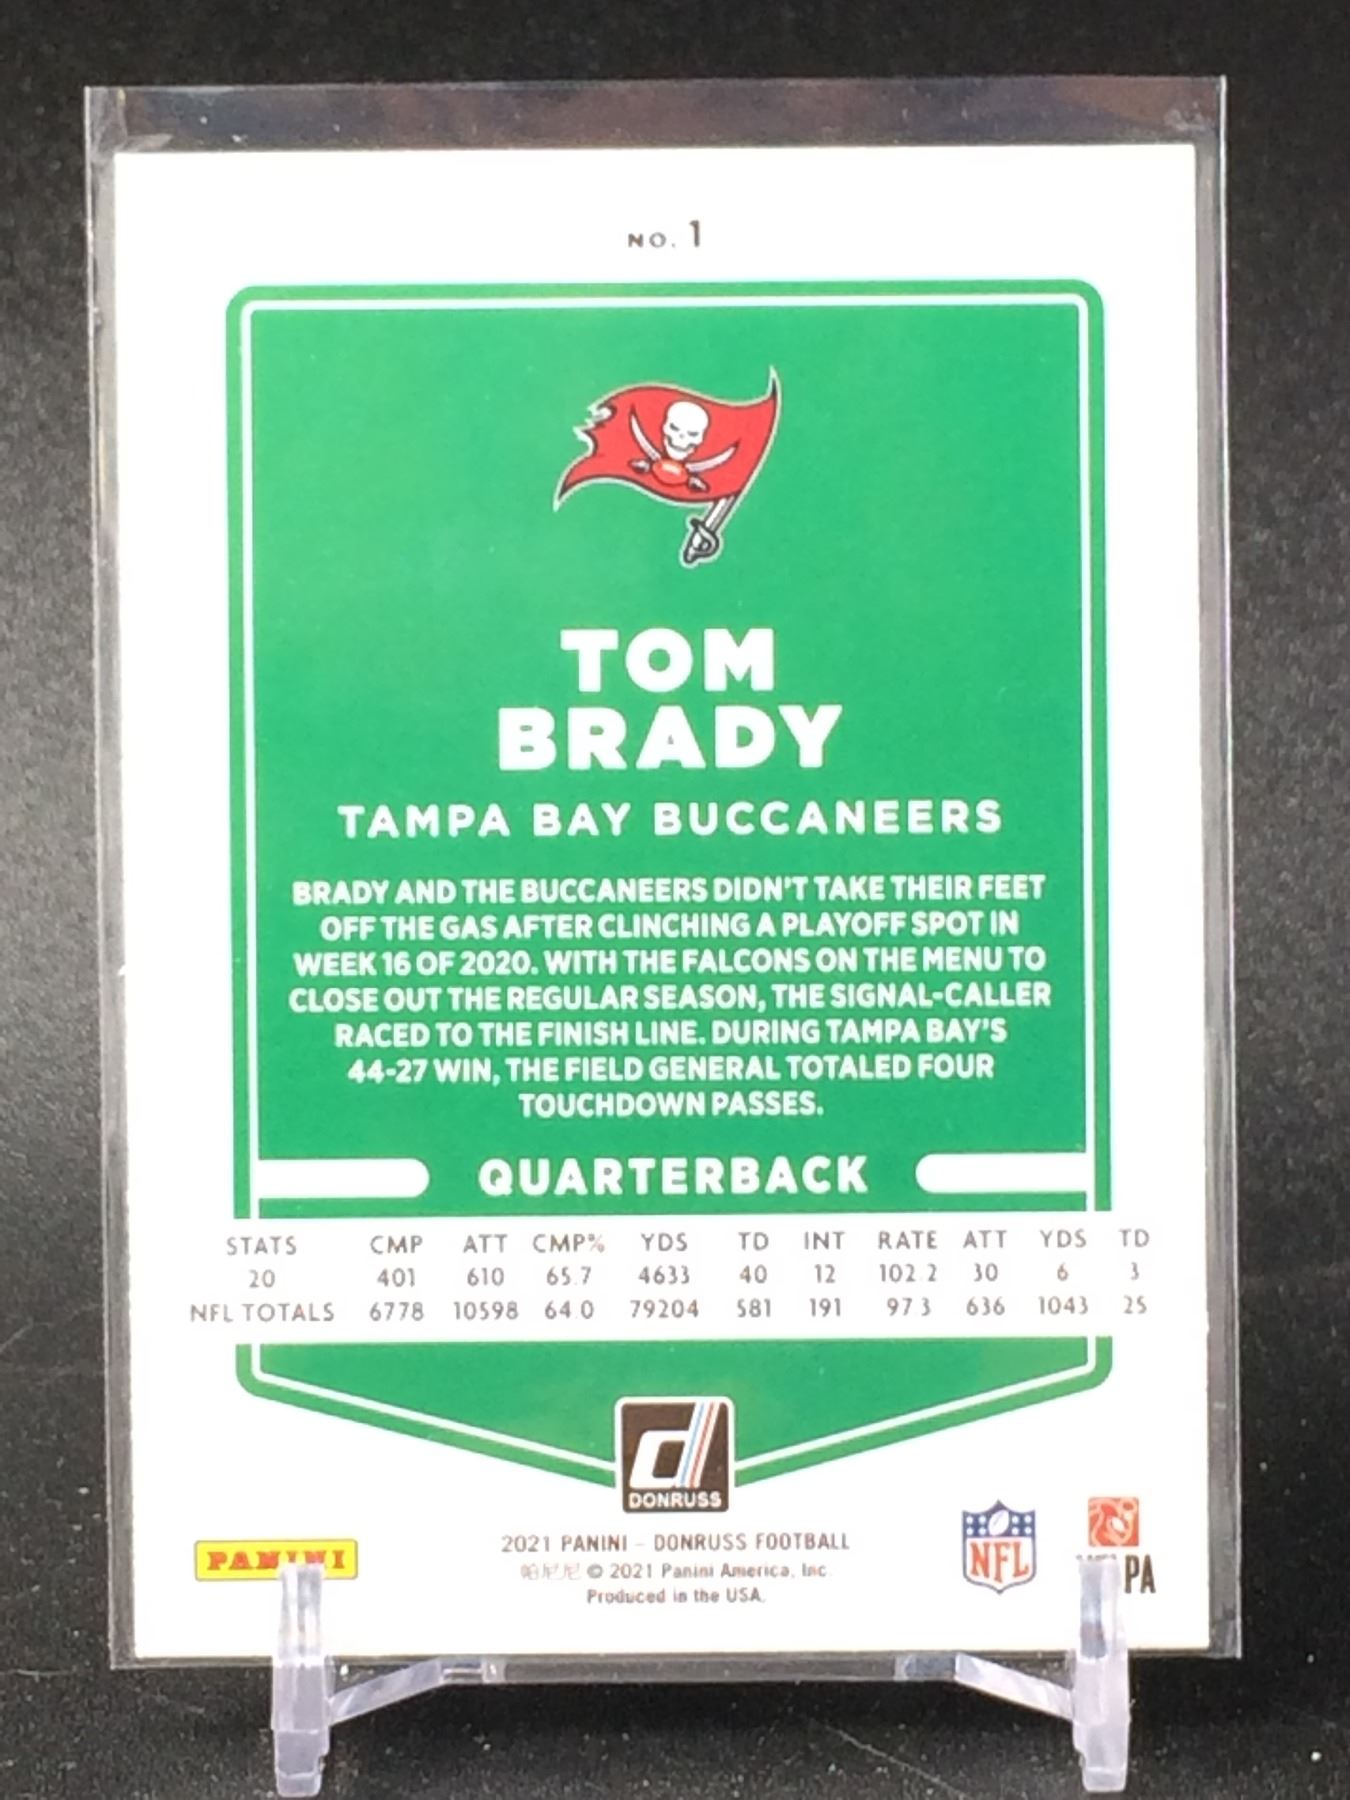 NO. 1
TOM
BRADY
TAMPA BAY BUCCANEERS
BRADY AND THE BUCCANEERS DIDN'T TAKE THEIR FEET
OFF THE GAS AFTER CLINCHING A PLAYOFF SPOT IN
WEEK 16 OF 2020. WITH THE FALCONS ON THE MENU TO
CLOSE OUT THE REGULAR SEASON, THE SIGNAL-CALLER
RACED TO THE FINISH LINE. DURING TAMPA BAY'S
44-27 WIN, THE FIELD GENERAL TOTALED FOUR
TOUCHDOWN PASSES.
QUARTERBACK
STATS CMP ATT CMP% YDS TD INT RATE ATT YDS TD
20 401 610 65.7 4633 40 12 102.2 30 6 3
NFL TOTALS 6778 10598 64.0 79204 581 191 97.3 636 1043 25
DONRUSS
2021 PANINI - DONRUSS FOOTBALL
帕尼尼 © 2021 Panini America, Inc.
Produced in the USA.
PANINI
NFL
PA